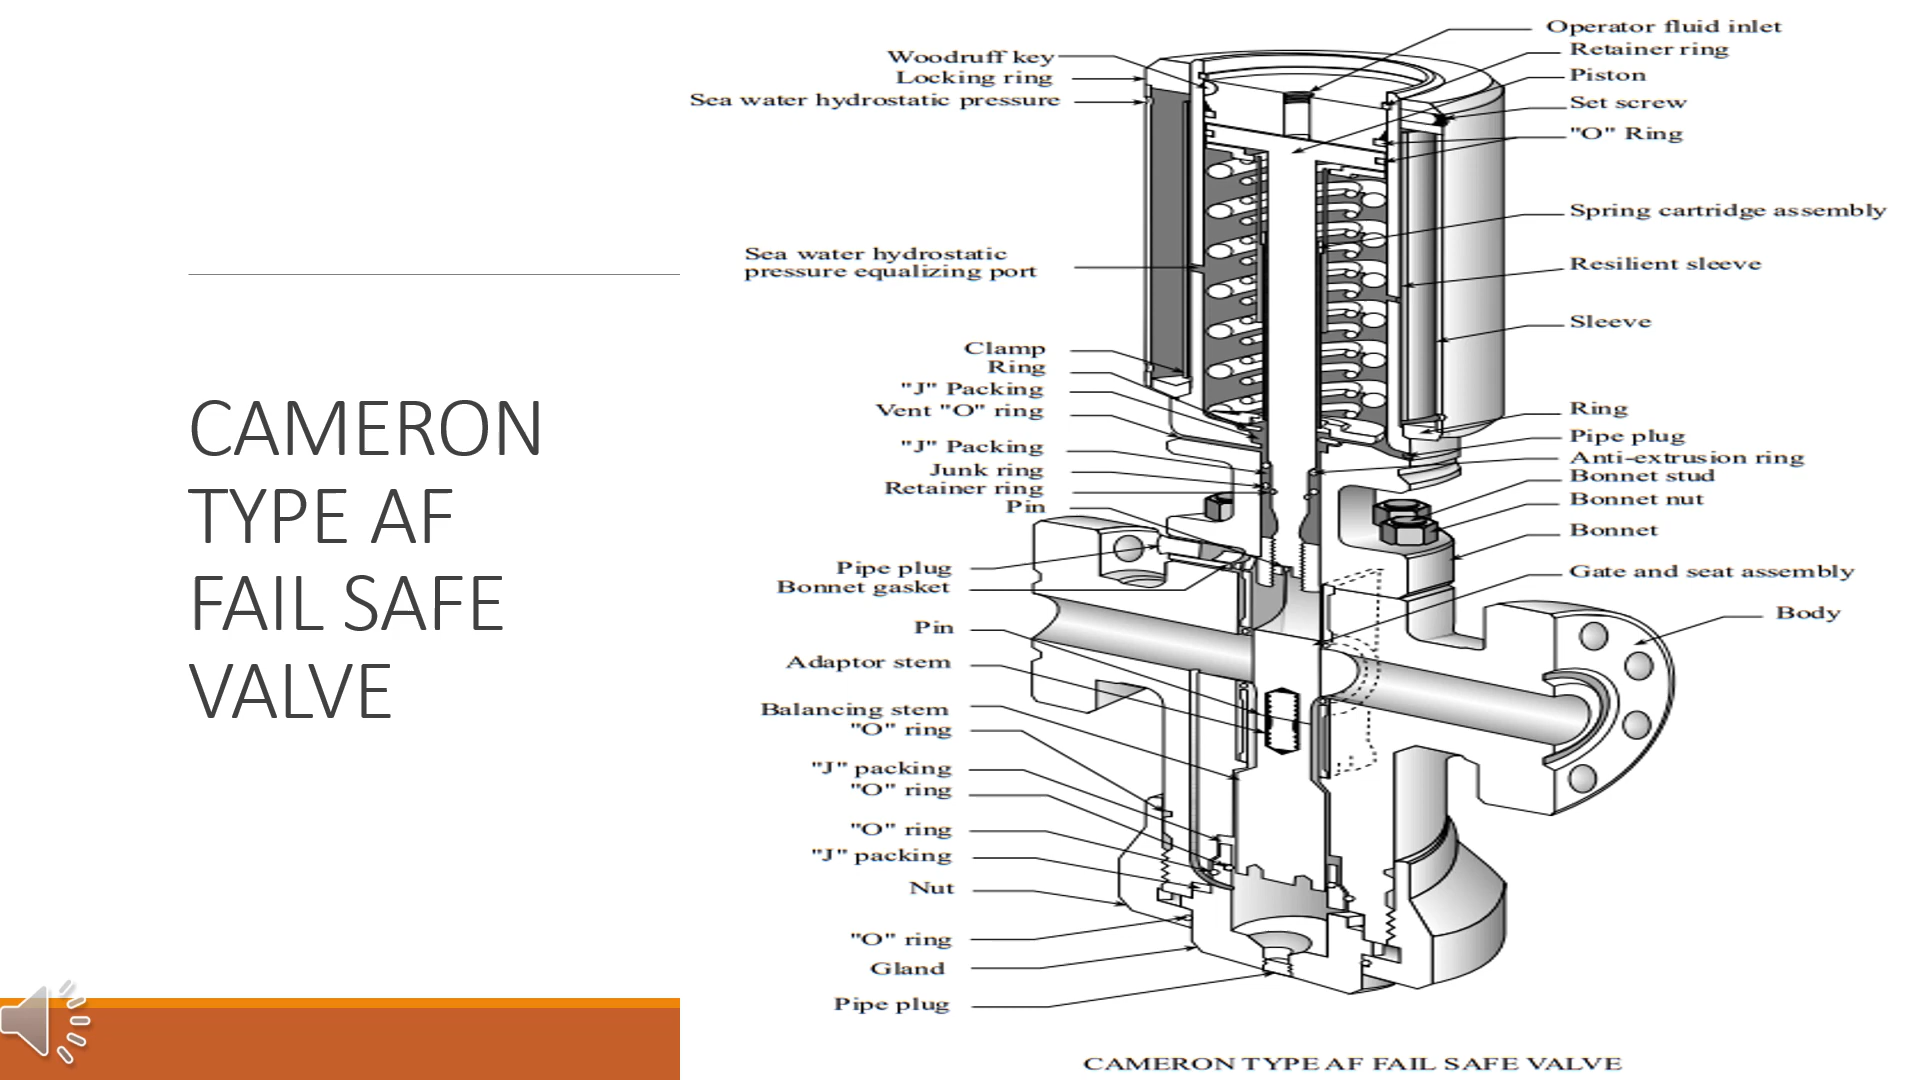 CAMERON
TYPE AF
FAIL SAFE
VALVE
Woodruff key
Locking ring
Sea water hydrostatic pressure
Sea water hydrostatic
pressure equalizing port
Clamp
Ring
"J" Packing
Vent "O" ring
"J" Packing
Junk ring
Retainer ring
Pin
Pipe plug
Bonnet gasket
Pin
Adaptor stem
Balancing stem
"O" ring
"J" packing
"O" ring
"O" ring
"J" packing
Nut
"O" ring
Gland
Pipe plug
Operator fluid inlet
Retainer ring
Piston
Set screw
"O" Ring
Spring cartridge assembly
Resilient sleeve
Sleeve
Ring
Pipe plug
Anti-extrusion ring
Bonnet stud
Bonnet nut
Bonnet
Gate and seat assembly
Body
CAMERON TYPE AF FAIL SAFE VALVE